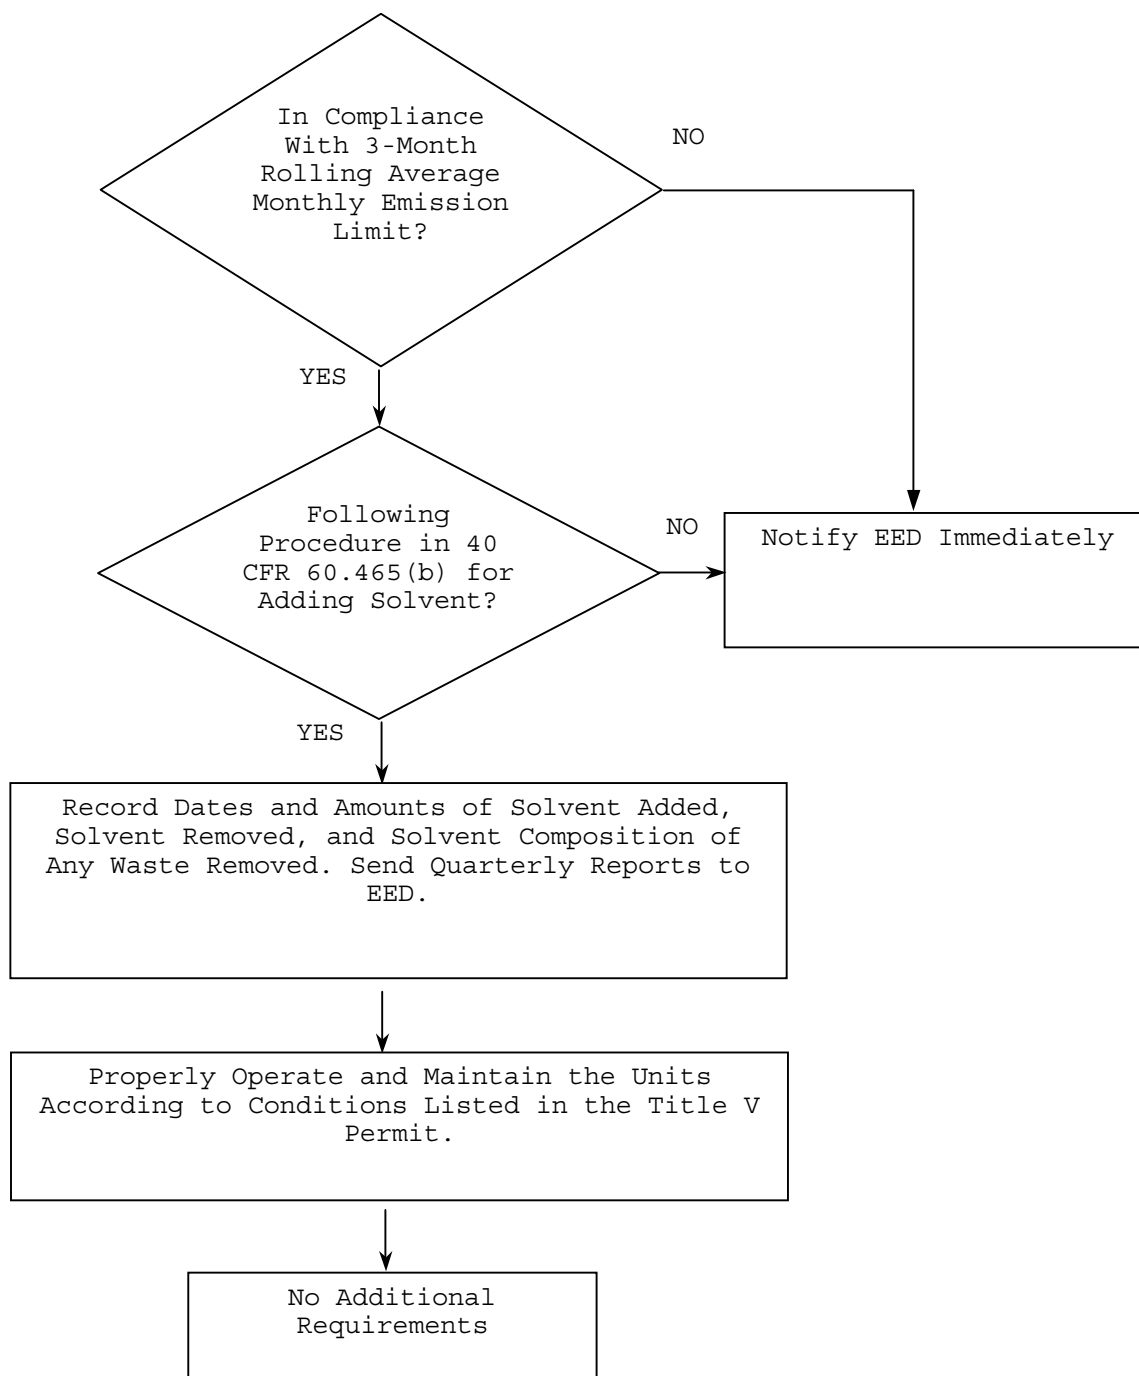 In Compliance
With 3-Month
Rolling Average
Monthly Emission
Limit?
NO
YES
Following
Procedure in 40
CFR 60.465(b) for
Adding Solvent?
NO
Notify EED Immediately
YES
Record Dates and Amounts of Solvent Added,
Solvent Removed, and Solvent Composition of
Any Waste Removed. Send Quarterly Reports to
EED.
Properly Operate and Maintain the Units
According to Conditions Listed in the Title V
Permit.
No Additional
Requirements